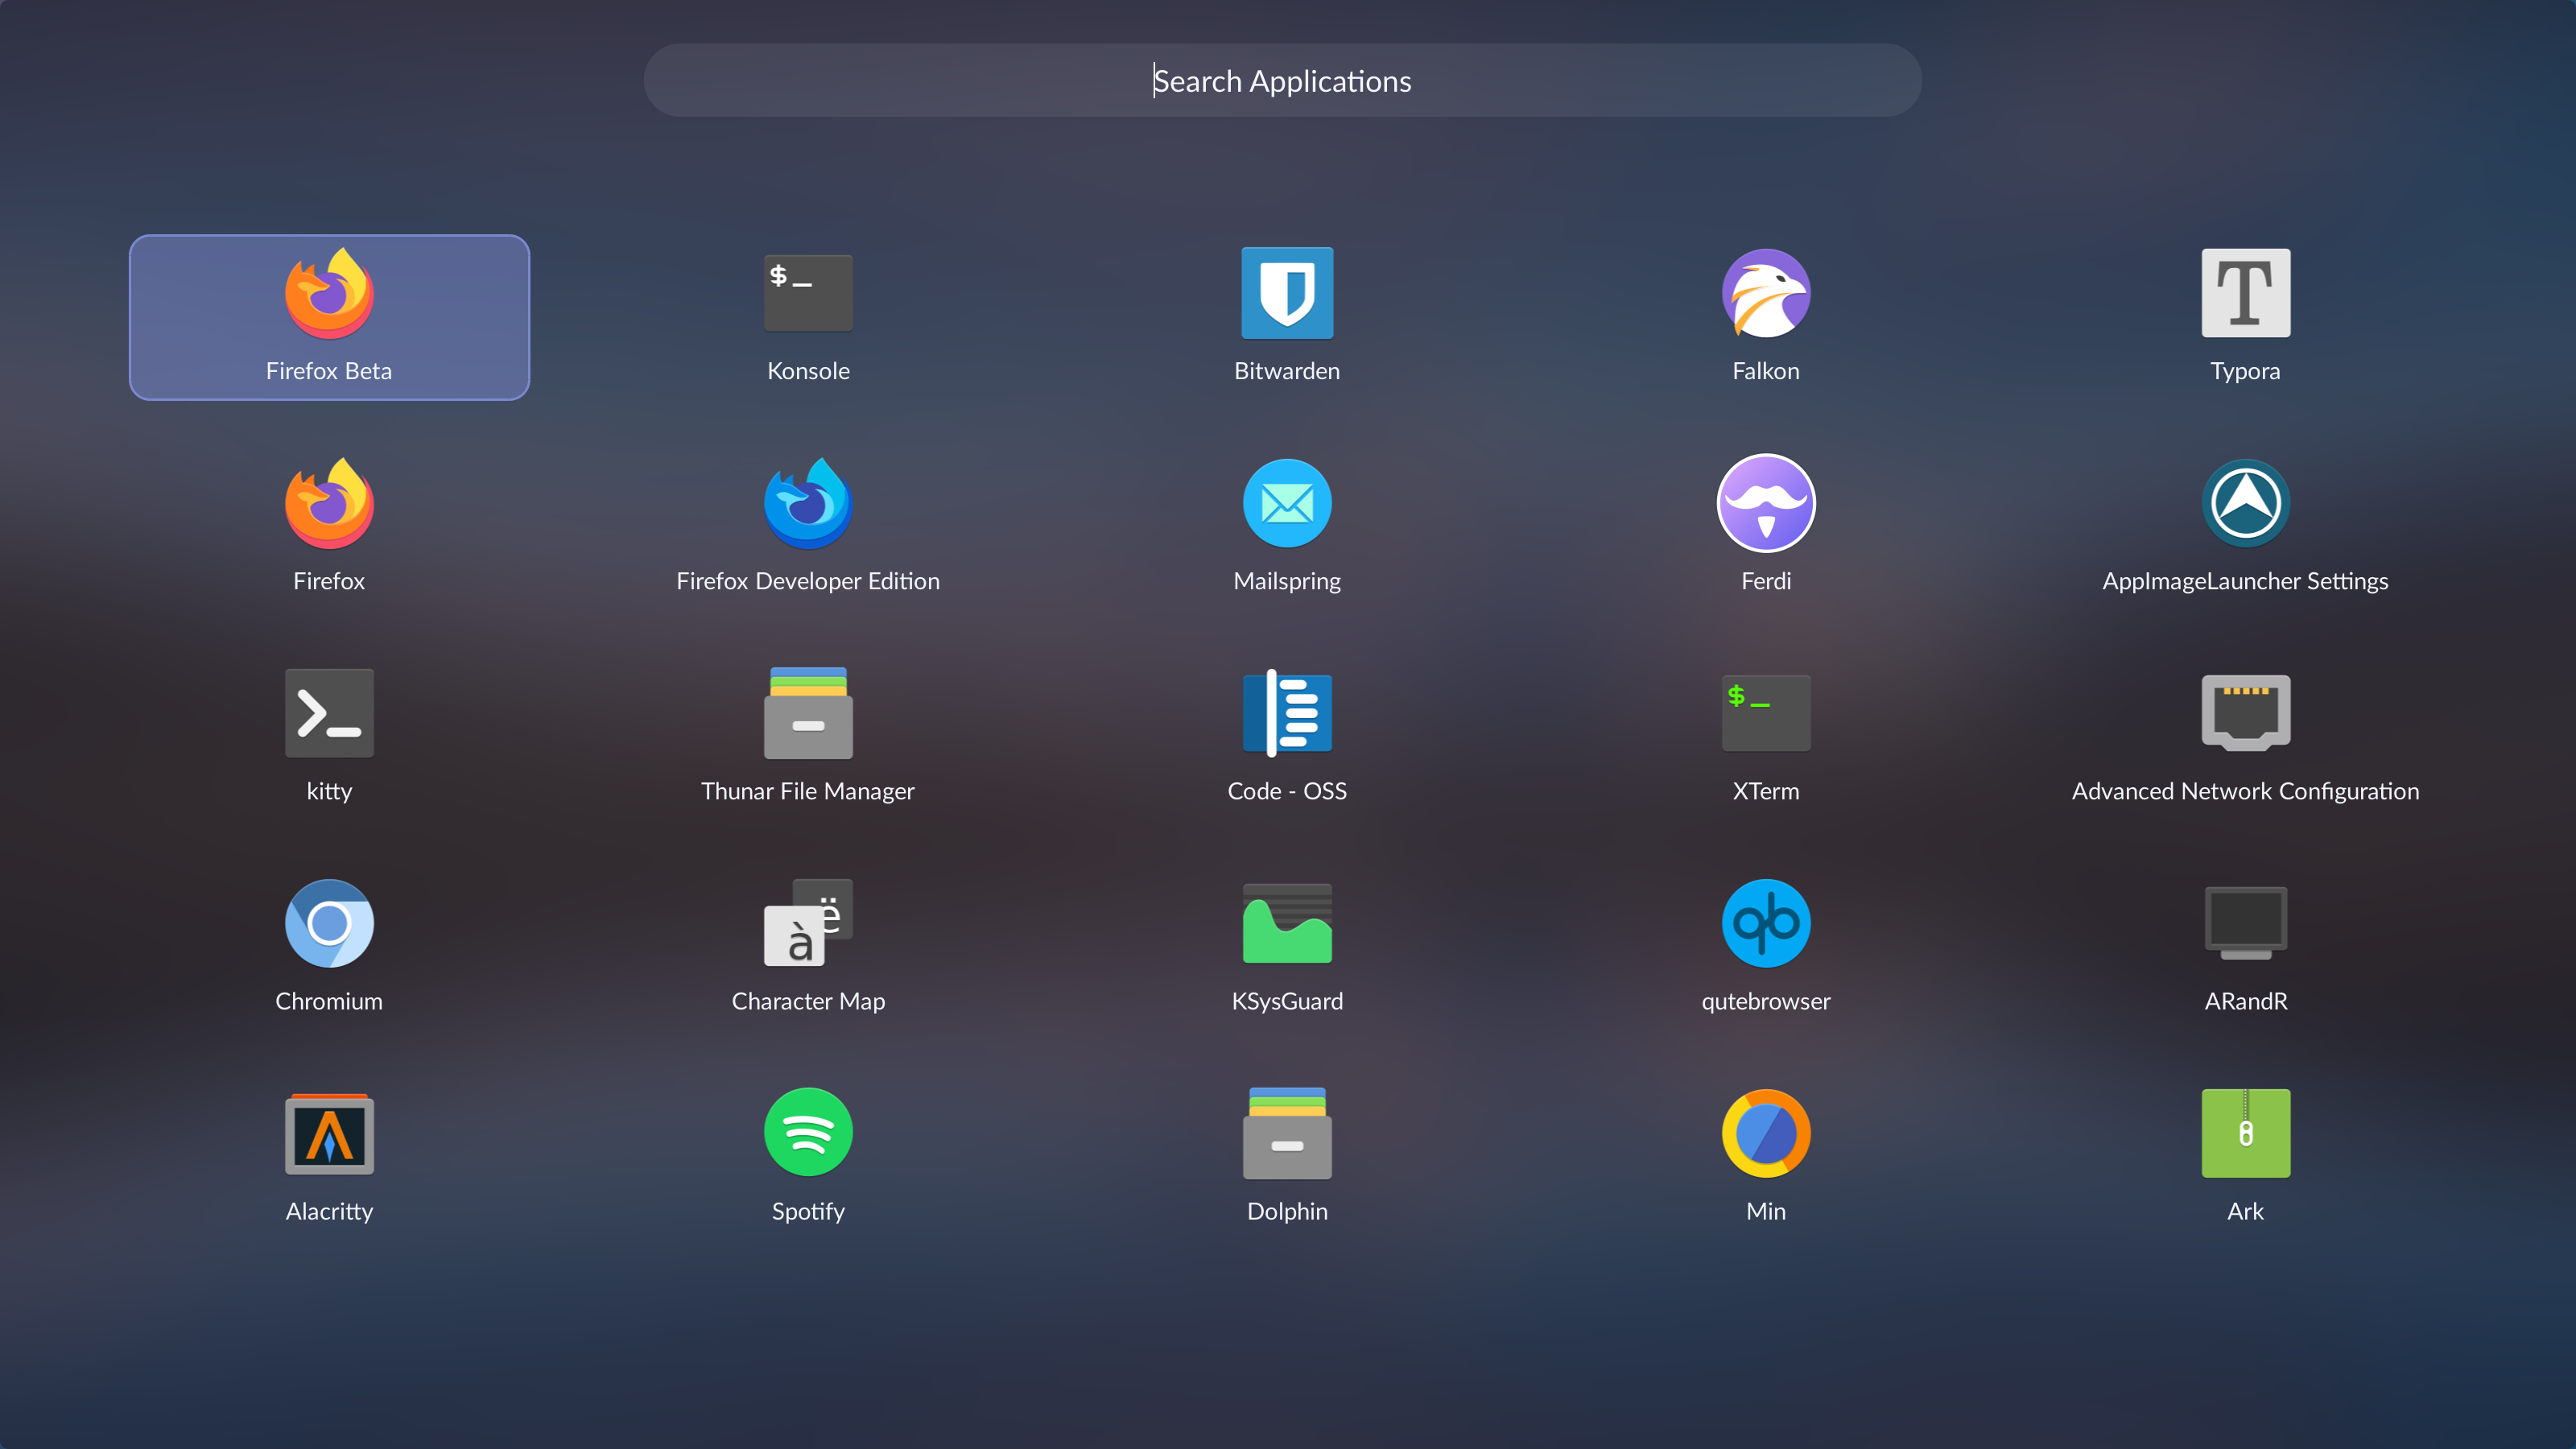 Search Applications
$_
T
Firefox Beta
Konsole
Bitwarden
Falkon
Typora
Firefox
Firefox Developer Edition
Mailspring
Ferdi
AppImageLauncher Settings
>_
$_
kitty
Thunar File Manager
Code - OSS
XTerm
Advanced Network Configuration
ë
à
qb
Chromium
Character Map
KSysGuard
qutebrowser
ARandR
Alacritty
Spotify
Dolphin
Min
Ark